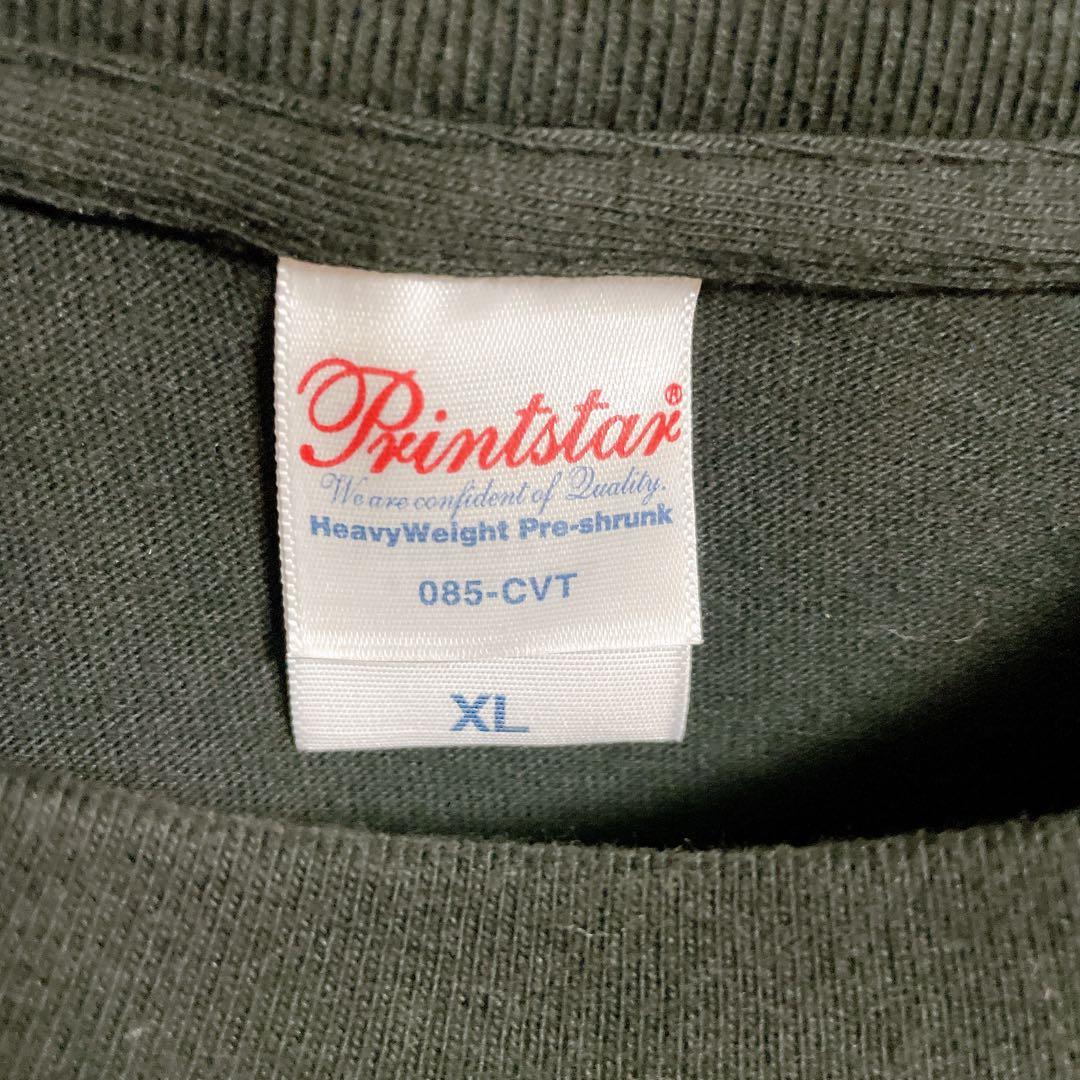 Printstar®
We are confident of Quality.
HeavyWeight Pre-shrunk
085-CVT
XL